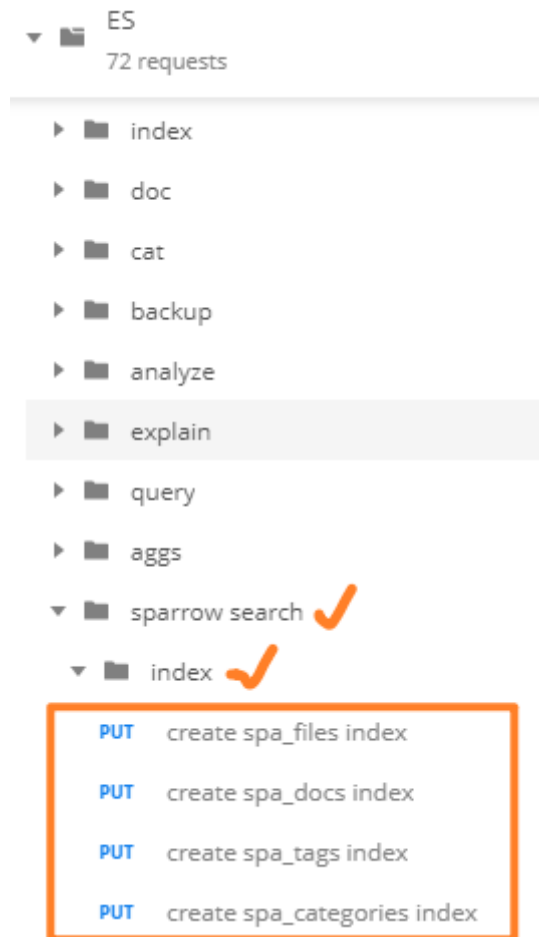 ES
72 requests
index
doc
cat
backup
analyze
explain
query
aggs
sparrow search
index
PUT create spa_files index
PUT create spa_docs index
PUT create spa_tags index
PUT create spa_categories index